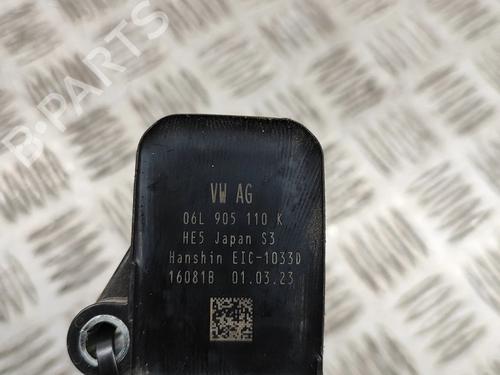 B-PARTS
VW AG
06L 905 110 K
HE5 Japan S3
Hanshin EIC-1033D
16081B 01.03.23